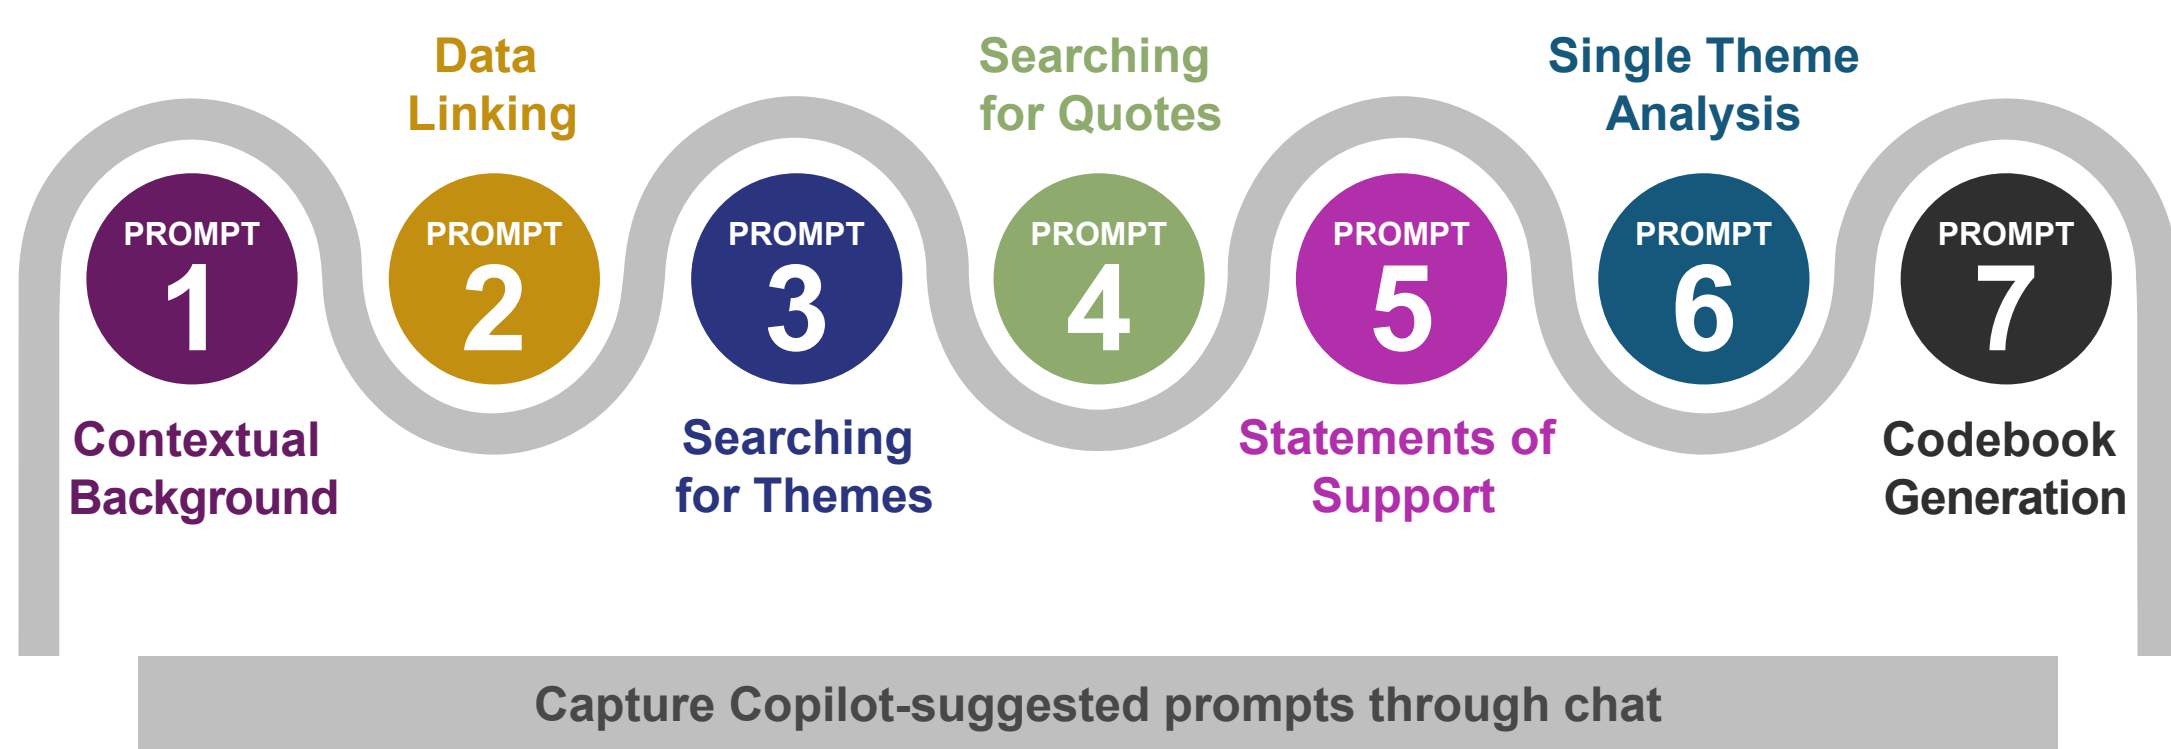 PROMPT
1
Contextual
Background
Data
Linking
PROMPT
2
PROMPT
3
Searching
for Themes
Searching
for Quotes
PROMPT
4
PROMPT
5
Statements of
Support
Single Theme
Analysis
PROMPT
6
PROMPT
7
Codebook
Generation
Capture Copilot-suggested prompts through chat